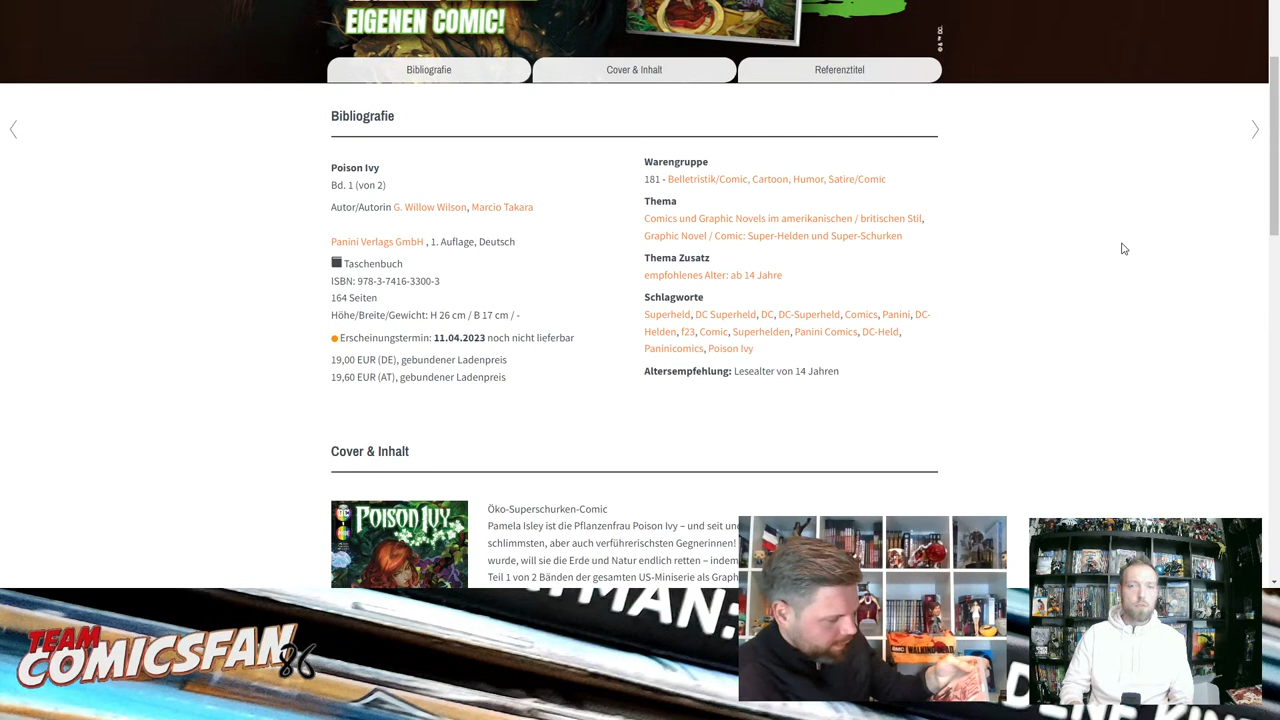 EIGENEN COMIC!
Bibliografie
Cover & Inhalt
Referenztitel
Bibliografie
Poison Ivy
Bd. 1 (von 2)
Autor/Autorin G. Willow Wilson, Marcio Takara
Panini Verlags GmbH , 1. Auflage, Deutsch
Taschenbuch
ISBN: 978-3-7416-3300-3
164 Seiten
Höhe/Breite/Gewicht: H 26 cm / B 17 cm / -
Erscheinungstermin: 11.04.2023 noch nicht lieferbar
19,00 EUR (DE), gebundener Ladenpreis
19,60 EUR (AT), gebundener Ladenpreis
Warengruppe
181 - Belletristik/Comic, Cartoon, Humor, Satire/Comic
Thema
Comics und Graphic Novels im amerikanischen / britischen Stil,
Graphic Novel / Comic: Super-Helden und Super-Schurken
Thema Zusatz
empfohlenes Alter: ab 14 Jahre
Schlagworte
Superheld, DC Superheld, DC, DC-Superheld, Comics, Panini, DC-
Helden, f23, Comic, Superhelden, Panini Comics, DC-Held,
Paninicomics, Poison Ivy
Altersempfehlung: Lesealter von 14 Jahren
Cover & Inhalt
POISON IVY
Öko-Superschurken-Comic
Pamela Isley ist die Pflanzenfrau Poison Ivy – und seit und
schlimmsten, aber auch verführerischsten Gegnerinnen!
wurde, will sie die Erde und Natur endlich retten – indem
Teil 1 von 2 Bänden der gesamten US-Miniserie als Graph
TEAM
COMICSFAN86
WALKING DEAD